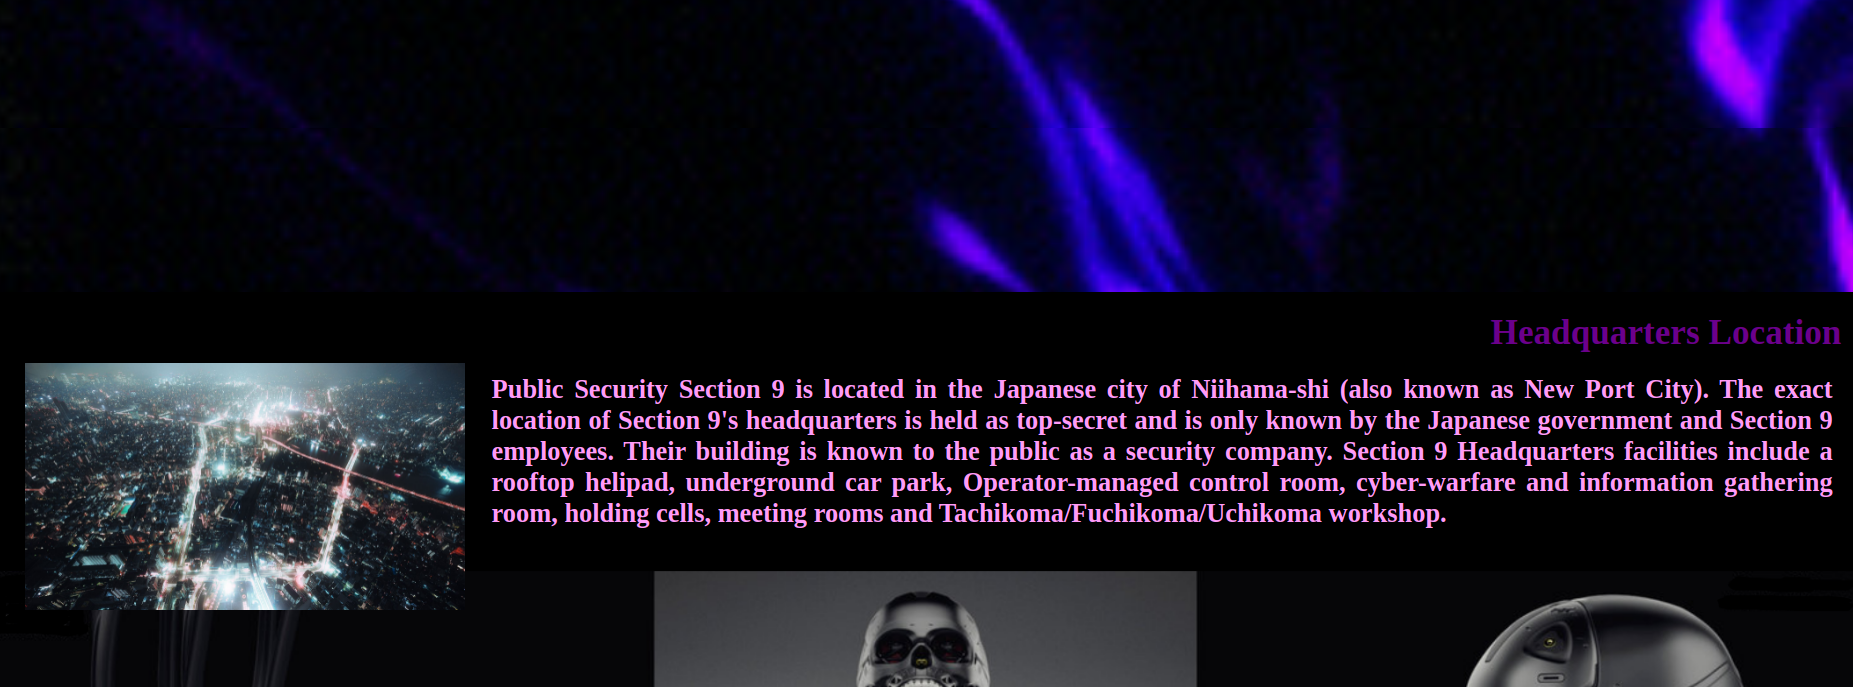 Headquarters Location
Public Security Section 9 is located in the Japanese city of Niihama-shi (also known as New Port City). The exact
location of Section 9's headquarters is held as top-secret and is only known by the Japanese government and Section 9
employees. Their building is known to the public as a security company. Section 9 Headquarters facilities include a
rooftop helipad, underground car park, Operator-managed control room, cyber-warfare and information gathering
room, holding cells, meeting rooms and Tachikoma/Fuchikoma/Uchikoma workshop.